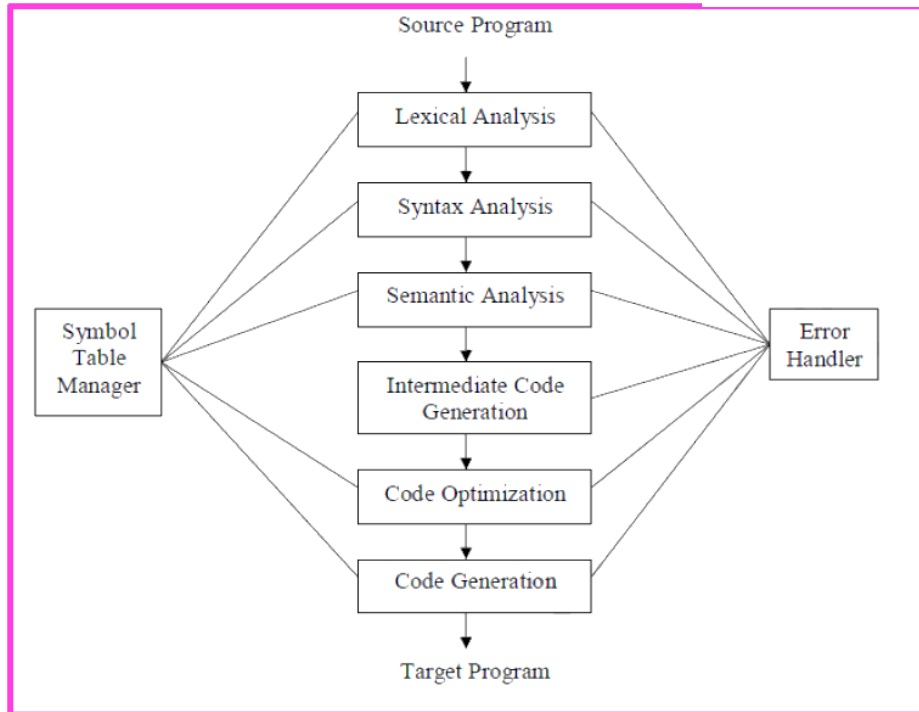 Source Program
Lexical Analysis
Syntax Analysis
Semantic Analysis
Symbol
Table
Manager
Error
Handler
Intermediate Code
Generation
Code Optimization
Code Generation
Target Program